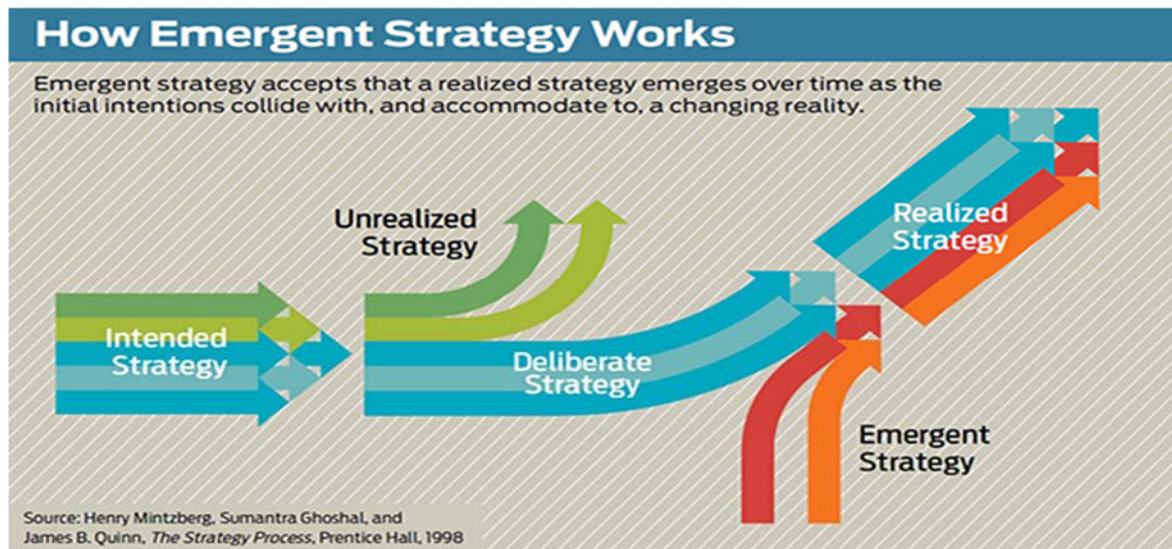 How Emergent Strategy Works
Emergent strategy accepts that a realized strategy emerges over time as the
initial intentions collide with, and accommodate to, a changing reality.
Unrealized
Strategy
Realized
Strategy
Intended
Strategy
Deliberate
Strategy
Emergent
Strategy
Source: Henry Mintzberg, Sumantra Ghoshal, and
James B. Quinn, The Strategy Process, Prentice Hall, 1998